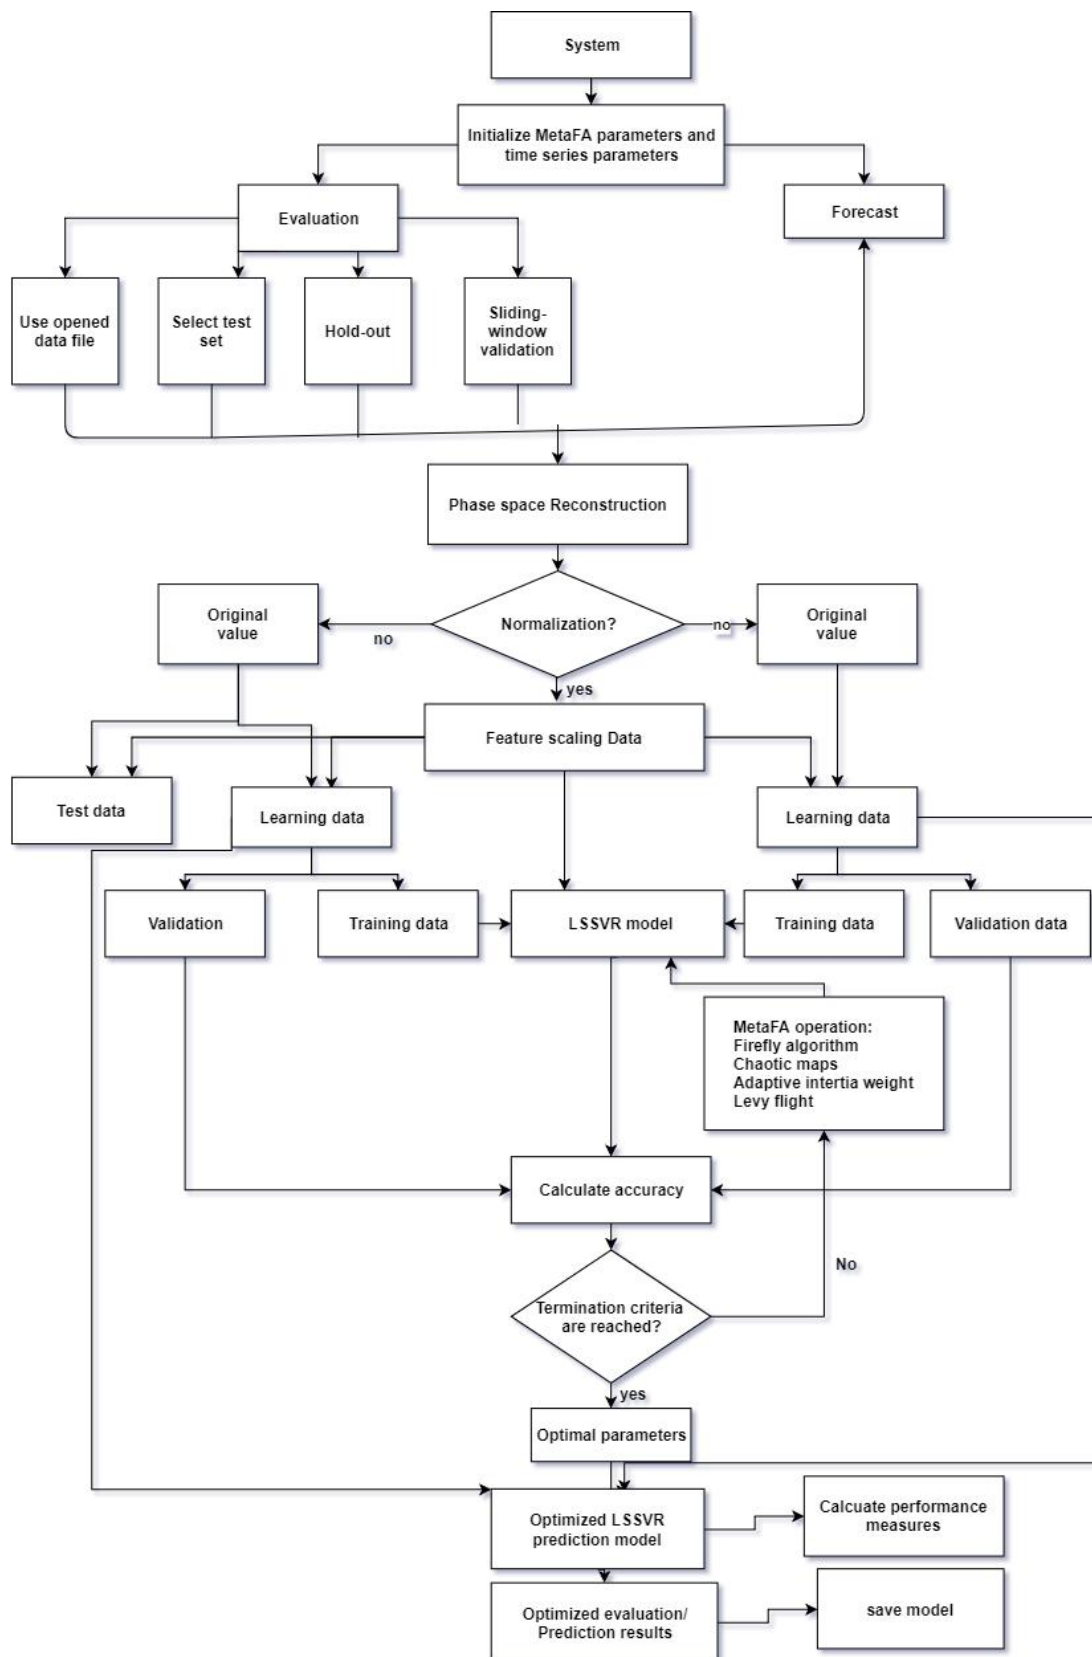 System
Initialize MetaFA parameters and
time series parameters
Evaluation
Forecast
Use opened
data file
Select test
set
Hold-out
Sliding-
window
validation
Phase space Reconstruction
Original
value
no
Normalization?
no
Original
value
yes
Feature scaling Data
Test data
Learning data
Learning data
Validation
Training data
LSSVR model
Training data
Validation data
MetaFA operation:
Firefly algorithm
Chaotic maps
Adaptive intertia weight
Levy flight
Calculate accuracy
No
Termination criteria
are reached?
yes
Optimal parameters
Optimized LSSVR
prediction model
Calcuate performance
measures
Optimized evaluation/
Prediction results
save model